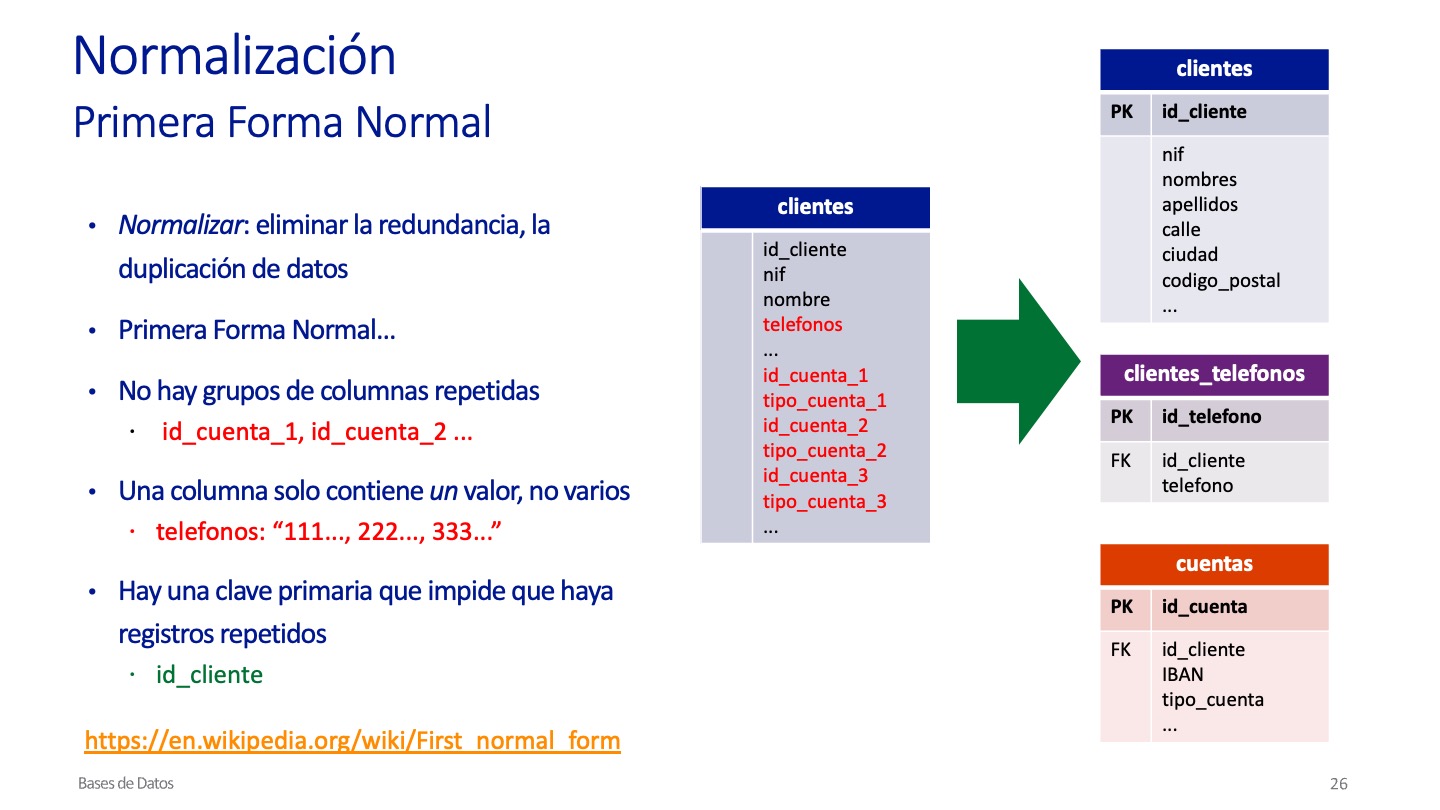 Normalización
Primera Forma Normal
• Normalizar: eliminar la redundancia, la
duplicación de datos
• Primera Forma Normal...
• No hay grupos de columnas repetidas
· id_cuenta_1, id_cuenta_2 ...
• Una columna solo contiene un valor, no varios
· telefonos: “111..., 222..., 333...”
• Hay una clave primaria que impide que haya
registros repetidos
· id_cliente
https://en.wikipedia.org/wiki/First_normal_form
clientes
id_cliente
nif
nombre
telefonos
...
id_cuenta_1
tipo_cuenta_1
id_cuenta_2
tipo_cuenta_2
id_cuenta_3
tipo_cuenta_3
...
clientes
PK id_cliente
nif
nombres
apellidos
calle
ciudad
codigo_postal
...
clientes_telefonos
PK id_telefono
FK id_cliente
telefono
cuentas
PK id_cuenta
FK id_cliente
IBAN
tipo_cuenta
...
Bases de Datos
26